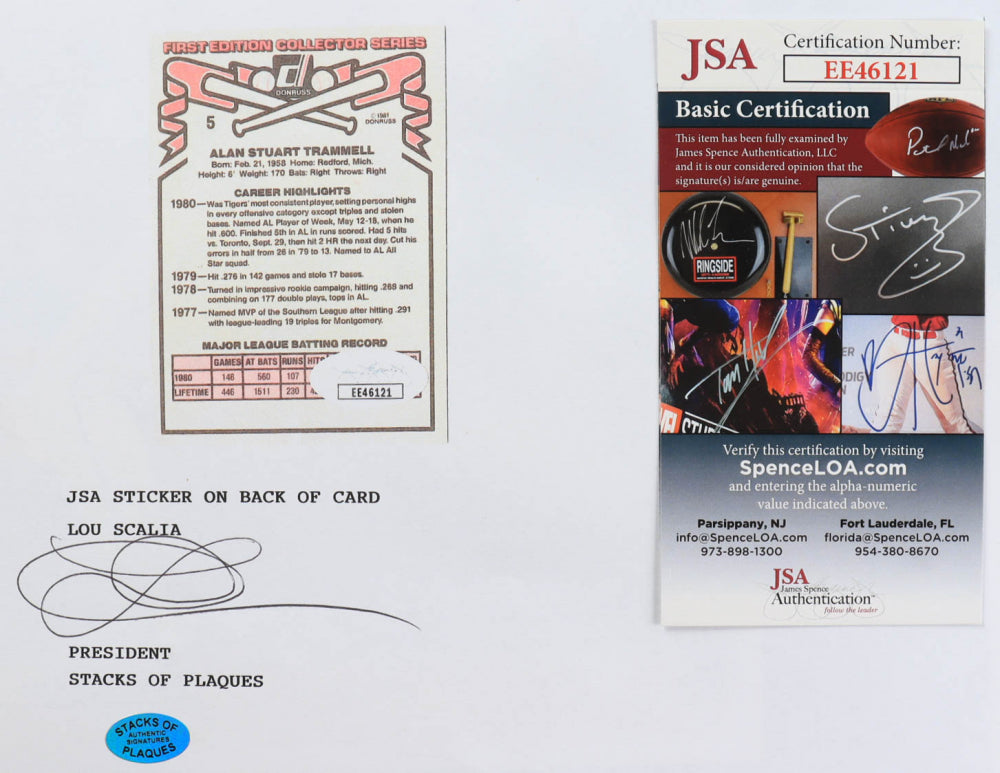 FIRST EDITION COLLECTOR SERIES
DONRUSS
5
© 1981
DONRUSS
ALAN STUART TRAMMELL
Born: Feb. 21, 1958 Home: Redford, Mich.
Height: 6' Weight: 170 Bats: Right Throws: Right
CAREER HIGHLIGHTS
1980—Was Tigers' most consistent player, setting personal highs
in every offensive category except triples and stolen
bases. Named AL Player of Week, May 12-18, when he
hit .600. Finished 5th in AL in runs scored. Had 5 hits
vs. Toronto, Sept. 29, then hit 2 HR the next day. Cut his
errors in half from 26 in '79 to 13. Named to AL All
Star squad.
1979—Hit .276 in 142 games and stole 17 bases.
1978—Turned in impressive rookie campaign, hitting .268 and
combining on 177 double plays, tops in AL.
1977—Named MVP of the Southern League after hitting .291
with league-leading 19 triples for Montgomery.
MAJOR LEAGUE BATTING RECORD
GAMES AT BATS RUNS HITS
1980 146 560 107
LIFETIME 446 1511 230 4
EE46121
JSA STICKER ON BACK OF CARD
LOU SCALIA
PRESIDENT
STACKS OF PLAQUES
STACKS OF
AUTHENTIC
SIGNATURES
PLAQUES
JSA
Certification Number:
EE46121
Basic Certification
This item has been fully examined by
James Spence Authentication, LLC
and it is our considered opinion that the
signature(s) is/are genuine.
RINGSIDE
Verify this certification by visiting
SpenceLOA.com
and entering the alpha-numeric
value indicated above.
Parsippany, NJ
info@SpenceLOA.com
973-898-1300
Fort Lauderdale, FL
florida@SpenceLOA.com
954-380-8670
JSA
James Spence
Authentication
follow the leader